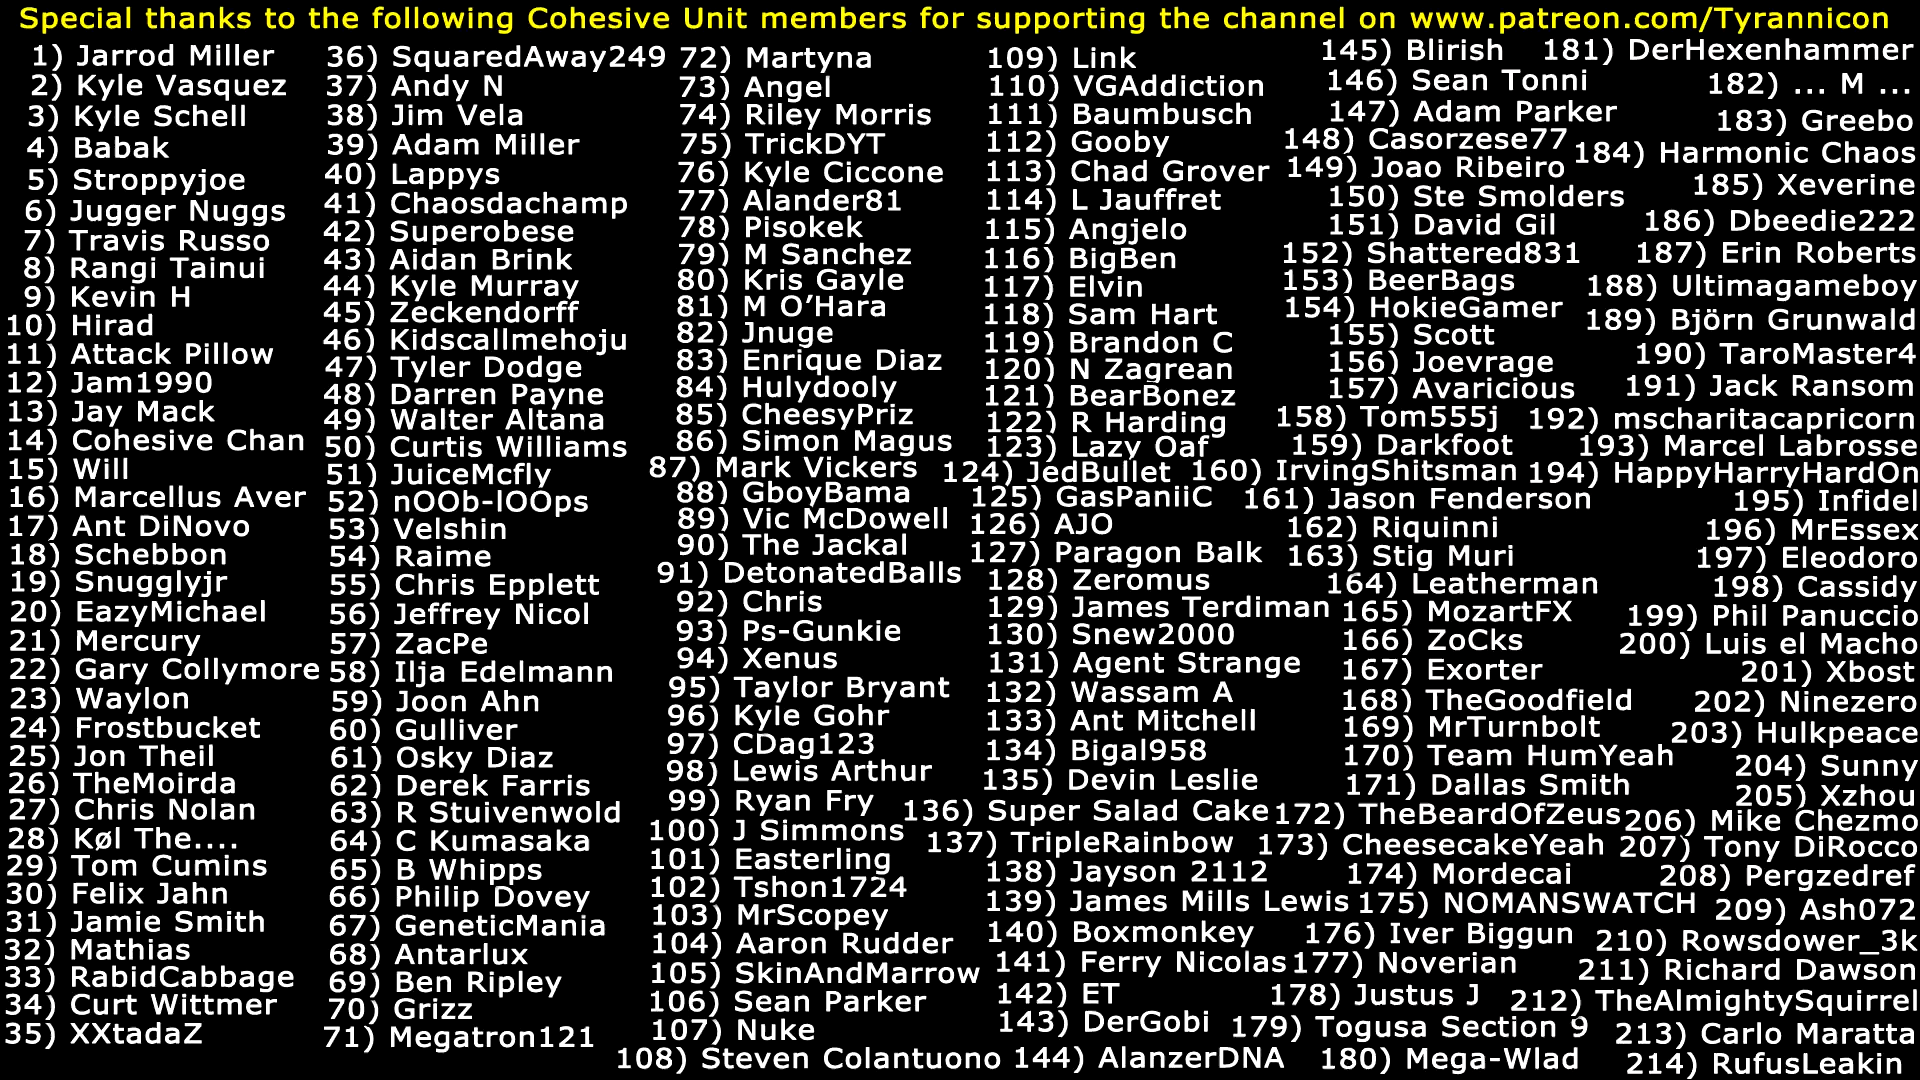 Special thanks to the following Cohesive Unit members for supporting the channel on www.patreon.com/Tyrannicon
1) Jarrod Miller
2) Kyle Vasquez
3) Kyle Schell
4) Babak
5) Stroppyjoe
6) Jugger Nuggs
7) Travis Russo
8) Rangi Tainui
9) Kevin H
10) Hirad
11) Attack Pillow
12) Jam1990
13) Jay Mack
14) Cohesive Chan
15) Will
16) Marcellus Aver
17) Ant DiNovo
18) Schebbon
19) Snugglyjr
20) EazyMichael
21) Mercury
22) Gary Collymore
23) Waylon
24) Frostbucket
25) Jon Theil
26) TheMoirda
27) Chris Nolan
28) Køl The....
29) Tom Cumins
30) Felix Jahn
31) Jamie Smith
32) Mathias
33) RabidCabbage
34) Curt Wittmer
35) XXtadaZ
36) SquaredAway249
37) Andy N
38) Jim Vela
39) Adam Miller
40) Lappys
41) Chaosdachamp
42) Superobese
43) Aidan Brink
44) Kyle Murray
45) Zeckendorff
46) Kidscallmehoju
47) Tyler Dodge
48) Darren Payne
49) Walter Altana
50) Curtis Williams
51) JuiceMcfly
52) nOOb-lOOps
53) Velshin
54) Raime
55) Chris Epplett
56) Jeffrey Nicol
57) ZacPe
58) Ilja Edelmann
59) Joon Ahn
60) Gulliver
61) Osky Diaz
62) Derek Farris
63) R Stuivenwold
64) C Kumasaka
65) B Whipps
66) Philip Dovey
67) GeneticMania
68) Antarlux
69) Ben Ripley
70) Grizz
71) Megatron121
72) Martyna
73) Angel
74) Riley Morris
75) TrickDYT
76) Kyle Ciccone
77) Alander81
78) Pisokek
79) M Sanchez
80) Kris Gayle
81) M O’Hara
82) Jnuge
83) Enrique Diaz
84) Hulydooly
85) CheesyPriz
86) Simon Magus
87) Mark Vickers
88) GboyBama
89) Vic McDowell
90) The Jackal
91) DetonatedBalls
92) Chris
93) Ps-Gunkie
94) Xenus
95) Taylor Bryant
96) Kyle Gohr
97) CDag123
98) Lewis Arthur
99) Ryan Fry
100) J Simmons
101) Easterling
102) Tshon1724
103) MrScopey
104) Aaron Rudder
105) SkinAndMarrow
106) Sean Parker
107) Nuke
108) Steven Colantuono
109) Link
110) VGAddiction
111) Baumbusch
112) Gooby
113) Chad Grover
114) L Jauffret
115) Angjelo
116) BigBen
117) Elvin
118) Sam Hart
119) Brandon C
120) N Zagrean
121) BearBonez
122) R Harding
123) Lazy Oaf
124) JedBullet
125) GasPaniiC
126) AJO
127) Paragon Balk
128) Zeromus
129) James Terdiman
130) Snew2000
131) Agent Strange
132) Wassam A
133) Ant Mitchell
134) Bigal958
135) Devin Leslie
136) Super Salad Cake
137) TripleRainbow
138) Jayson 2112
139) James Mills Lewis
140) Boxmonkey
141) Ferry Nicolas
142) ET
143) DerGobi
144) AlanzerDNA
145) Blirish
146) Sean Tonni
147) Adam Parker
148) Casorzese77
149) Joao Ribeiro
150) Ste Smolders
151) David Gil
152) Shattered831
153) BeerBags
154) HokieGamer
155) Scott
156) Joevrage
157) Avaricious
158) Tom555j
159) Darkfoot
160) IrvingShitsman
161) Jason Fenderson
162) Riquinni
163) Stig Muri
164) Leatherman
165) MozartFX
166) ZoCks
167) Exorter
168) TheGoodfield
169) MrTurnbolt
170) Team HumYeah
171) Dallas Smith
172) TheBeardOfZeus
173) CheesecakeYeah
174) Mordecai
175) NOMANSWATCH
176) Iver Biggun
177) Noverian
178) Justus J
179) Togusa Section 9
180) Mega-Wlad
181) DerHexenhammer
182) ... M ...
183) Greebo
184) Harmonic Chaos
185) Xeverine
186) Dbeedie222
187) Erin Roberts
188) Ultimagameboy
189) Björn Grunwald
190) TaroMaster4
191) Jack Ransom
192) mscharitacapricorn
193) Marcel Labrosse
194) HappyHarryHardOn
195) Infidel
196) MrEssex
197) Eleodoro
198) Cassidy
199) Phil Panuccio
200) Luis el Macho
201) Xbost
202) Ninezero
203) Hulkpeace
204) Sunny
205) Xzhou
206) Mike Chezmo
207) Tony DiRocco
208) Pergzedref
209) Ash072
210) Rowsdower_3k
211) Richard Dawson
212) TheAlmightySquirrel
213) Carlo Maratta
214) RufusLeakin